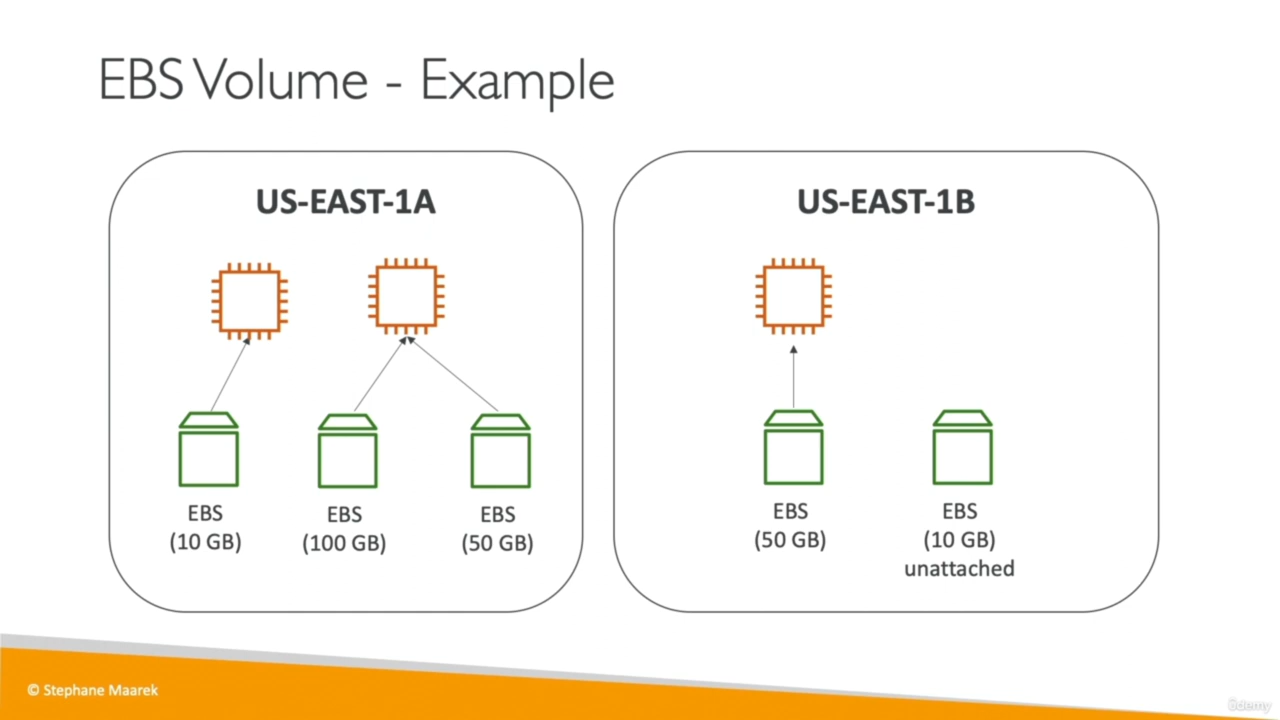 EBS Volume - Example
US-EAST-1A
US-EAST-1B
EBS
(10 GB)
EBS
(100 GB)
EBS
(50 GB)
EBS
(50 GB)
EBS
(10 GB)
unattached
© Stephane Maarek
ûdemy